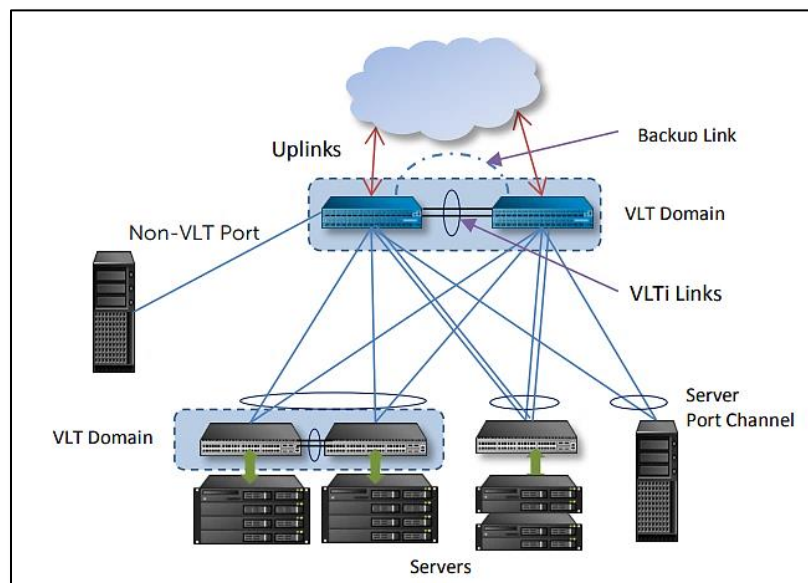 Uplinks
Backup Link
VLT Domain
Non-VLT Port
VLTi Links
Server
Port Channel
VLT Domain
Servers